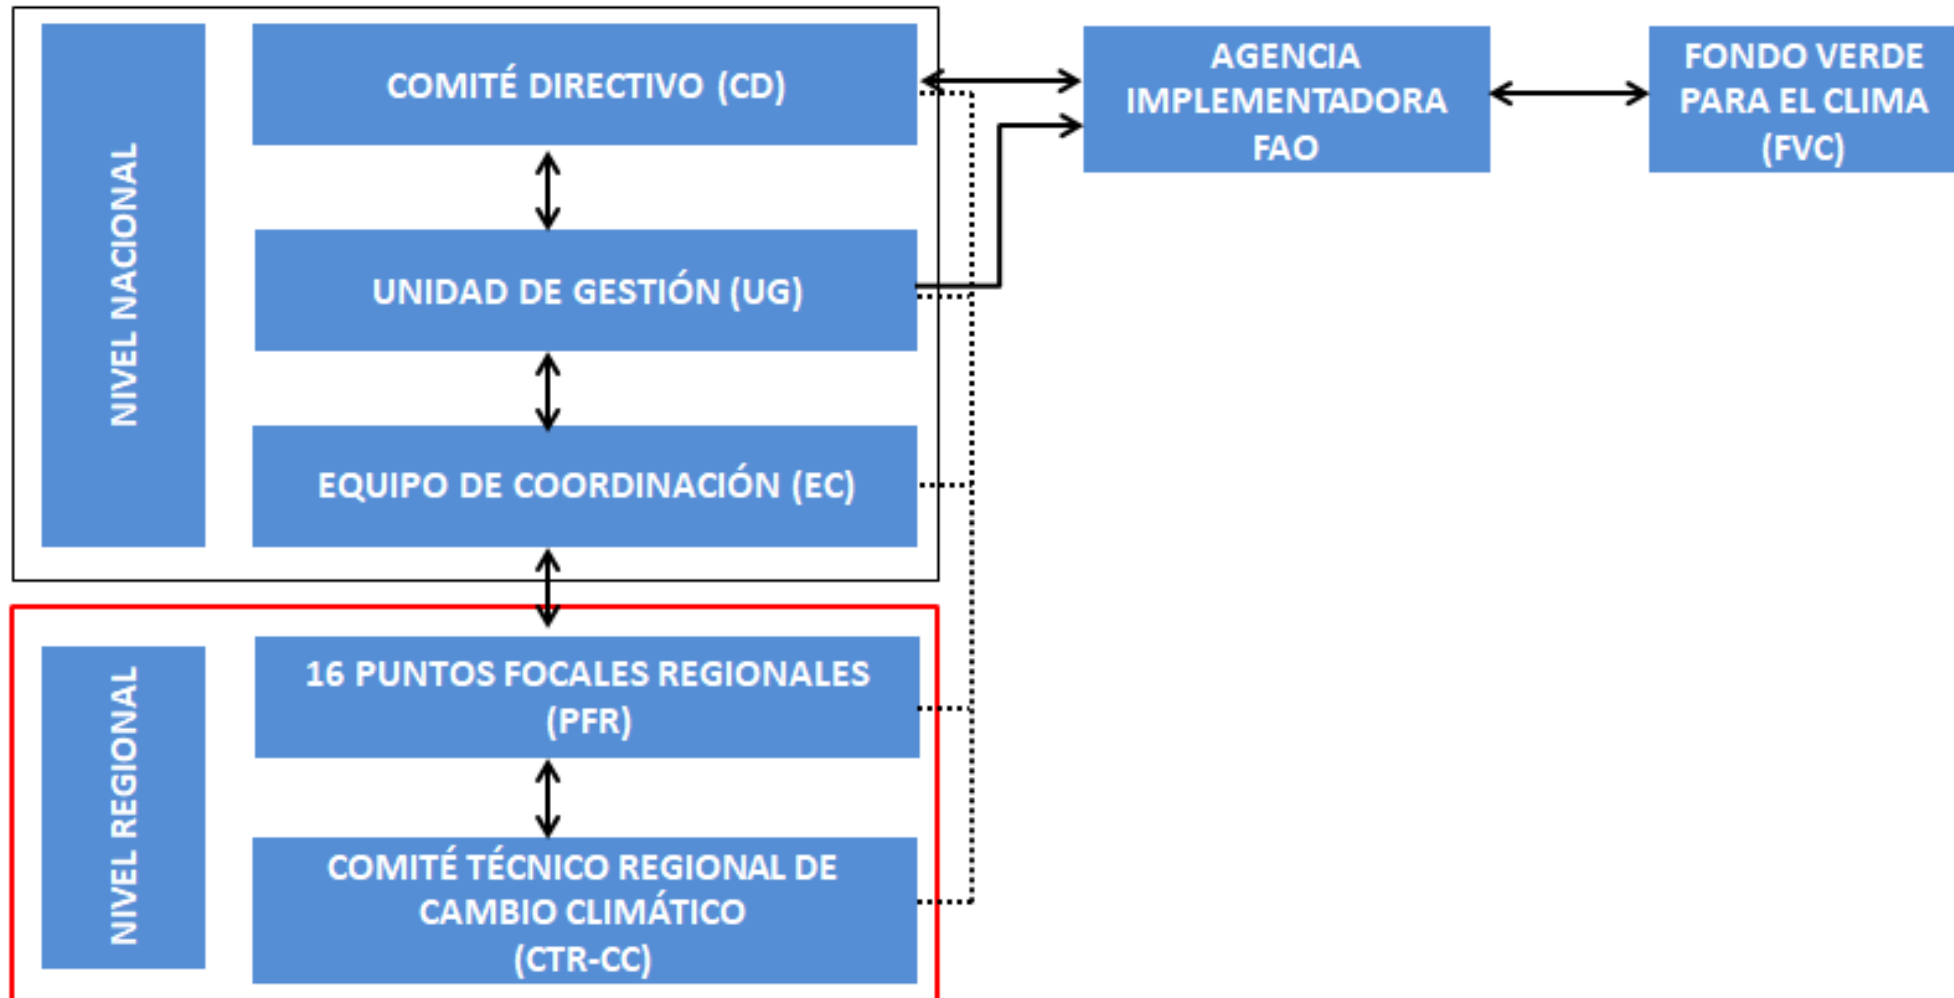 NIVEL NACIONAL
COMITÉ DIRECTIVO (CD)
UNIDAD DE GESTIÓN (UG)
EQUIPO DE COORDINACIÓN (EC)
AGENCIA
IMPLEMENTADORA
FAO
FONDO VERDE
PARA EL CLIMA
(FVC)
NIVEL REGIONAL
16 PUNTOS FOCALES REGIONALES
(PFR)
COMITÉ TÉCNICO REGIONAL DE
CAMBIO CLIMÁTICO
(CTR-CC)